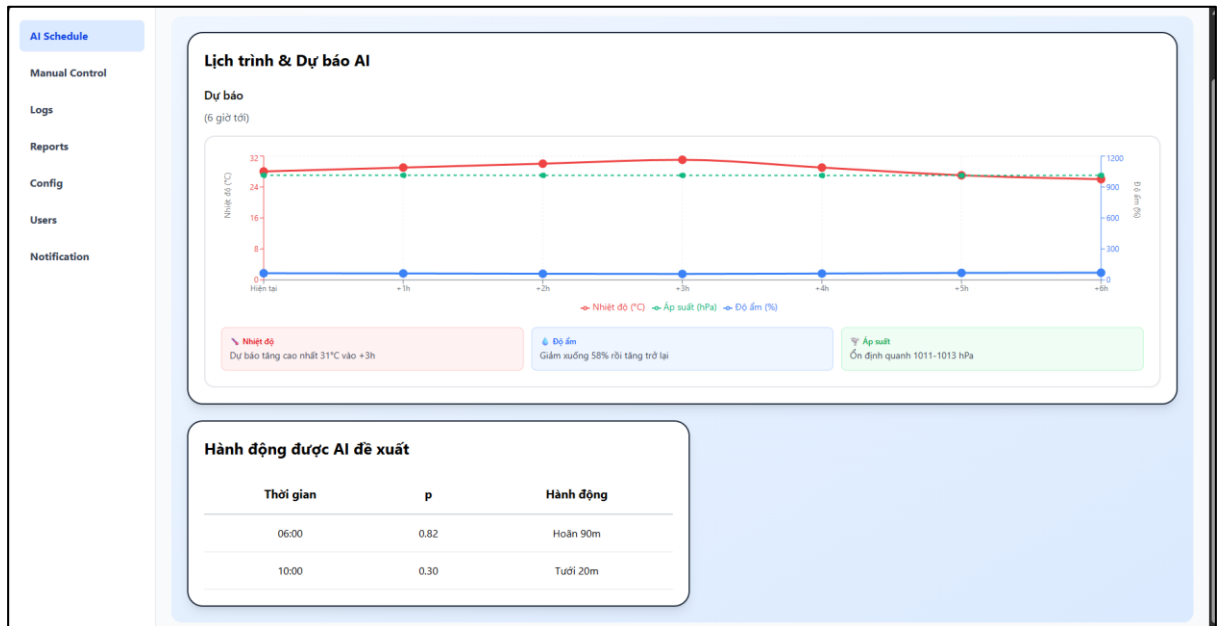 AI Schedule
Manual Control
Logs
Reports
Config
Users
Notification
Lịch trình & Dự báo AI
Dự báo
(6 giờ tới)
Nhiệt độ (°C)
32
24
16
8
0
1200
900
600
300
0
Độ ẩm (%)
Hiện tại +1h +2h +3h +4h +5h +6h
Nhiệt độ (°C) Áp suất (hPa) Độ ẩm (%)
Nhiệt độ
Dự báo tăng cao nhất 31°C vào +3h
Độ ẩm
Giảm xuống 58% rồi tăng trở lại
Áp suất
Ổn định quanh 1011-1013 hPa
Hành động được AI đề xuất
Thời gian p Hành động
06:00 0.82 Hoãn 90m
10:00 0.30 Tưới 20m